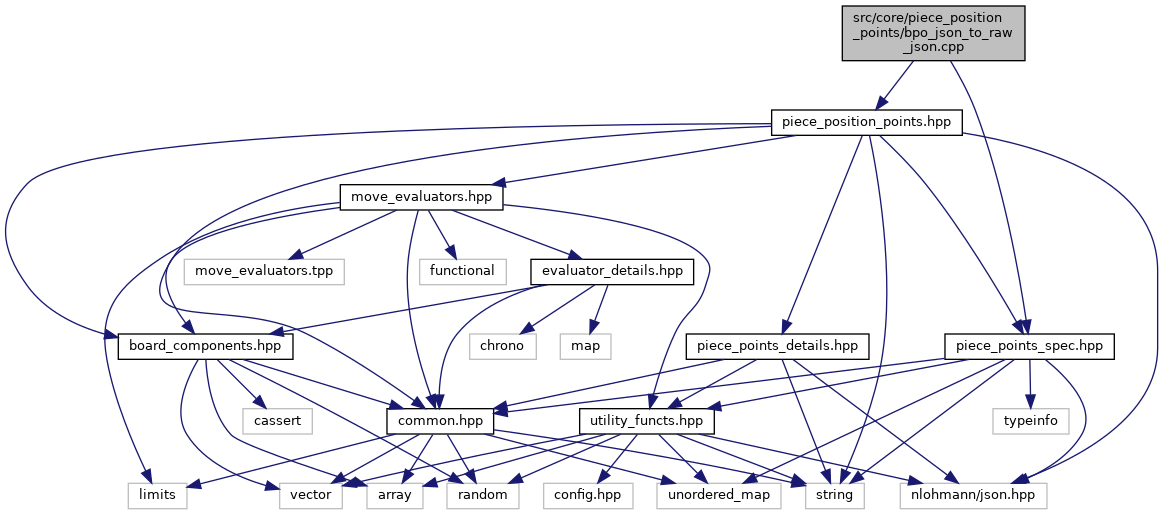 src/core/piece_position
_points/bpo_json_to_raw
_json.cpp
piece_position_points.hpp
move_evaluators.hpp
move_evaluators.tpp
functional
evaluator_details.hpp
board_components.hpp
chrono
map
piece_points_details.hpp
piece_points_spec.hpp
cassert
common.hpp
utility_functs.hpp
typeinfo
limits
vector
array
random
config.hpp
unordered_map
string
nlohmann/json.hpp